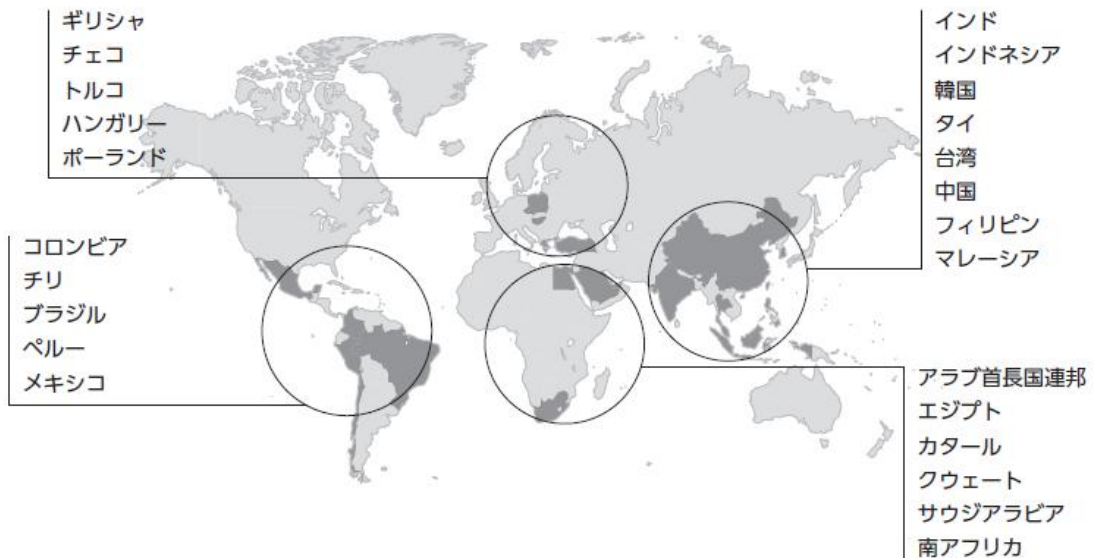 ギリシャ
チェコ
トルコ
ハンガリー
ポーランド
コロンビア
チリ
ブラジル
ペルー
メキシコ
インド
インドネシア
韓国
タイ
台湾
中国
フィリピン
マレーシア
アラブ首長国連邦
エジプト
カタール
クウェート
サウジアラビア
南アフリカ